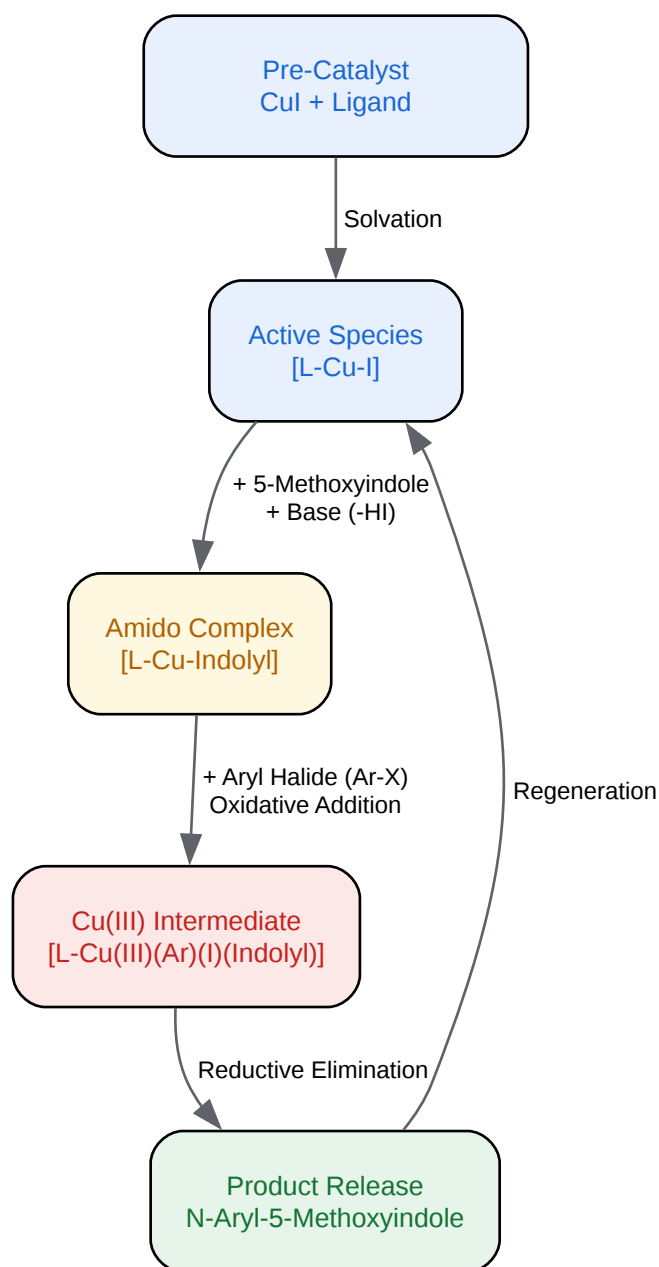 Pre-Catalyst
CuI + Ligand
Solvation
Active Species
[L-Cu-I]
+ 5-Methoxyindole
+ Base (-HI)
Amido Complex
[L-Cu-Indolyl]
+ Aryl Halide (Ar-X)
Oxidative Addition
Regeneration
Cu(III) Intermediate
[L-Cu(III)(Ar)(I)(Indolyl)]
Reductive Elimination
Product Release
N-Aryl-5-Methoxyindole